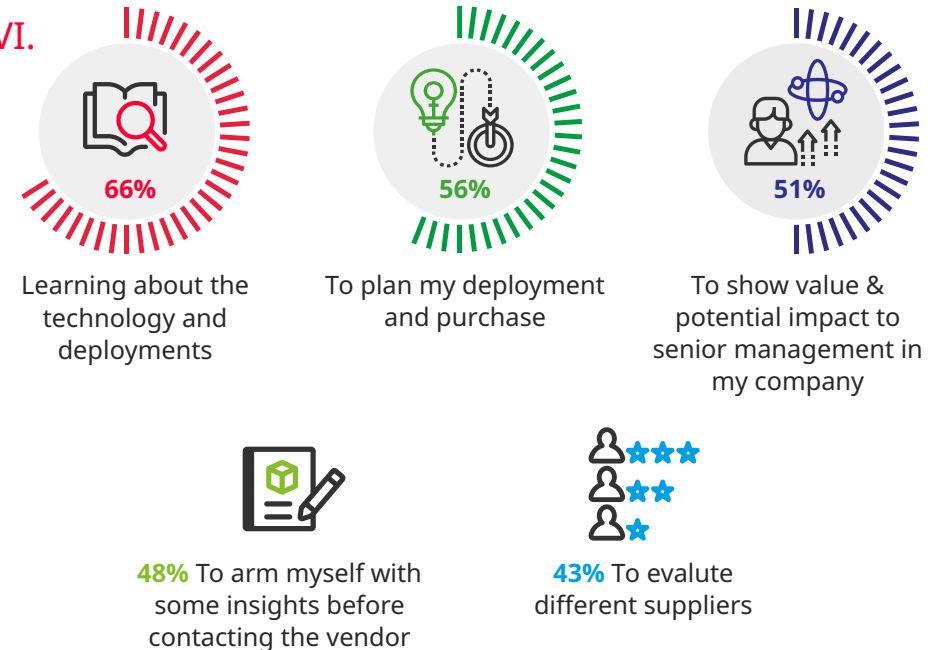 VI.
66%
Learning about the
technology and
deployments
56%
To plan my deployment
and purchase
51%
To show value &
potential impact to
senior management in
my company
48% To arm myself with
some insights before
contacting the vendor
43% To evalute
different suppliers